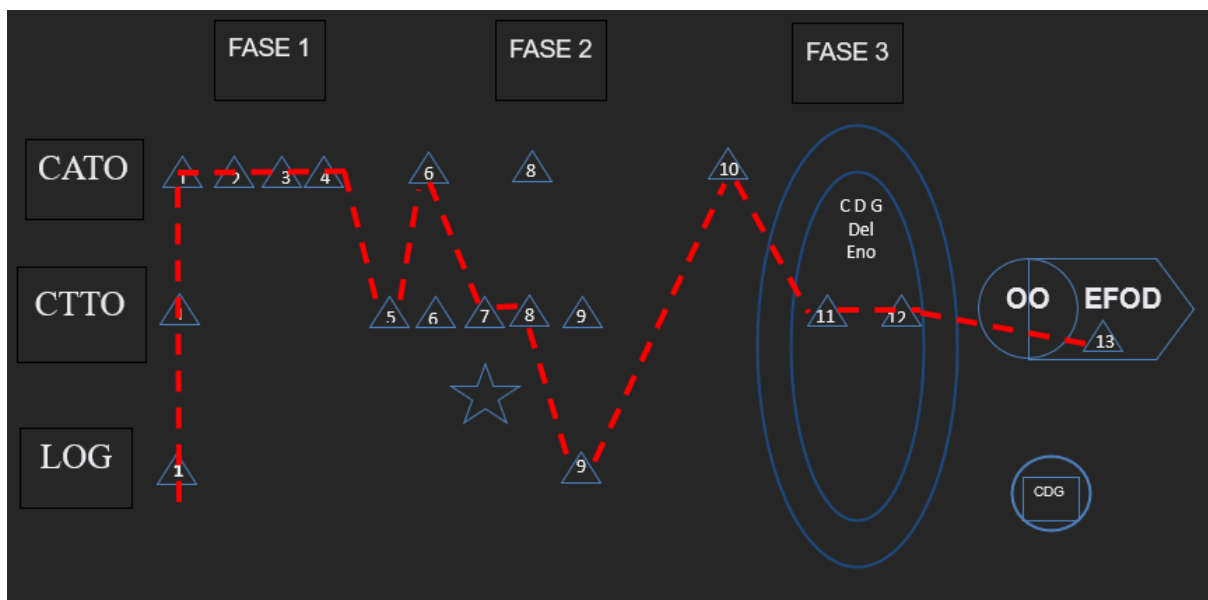 FASE 1
FASE 2
FASE 3
CATO
1 2 3 4 6 8 10
C D G
Del
Eno
CTTO
1 5 6 7 8 9 11 12
OO EFOD
13
LOG
1 9
CDG